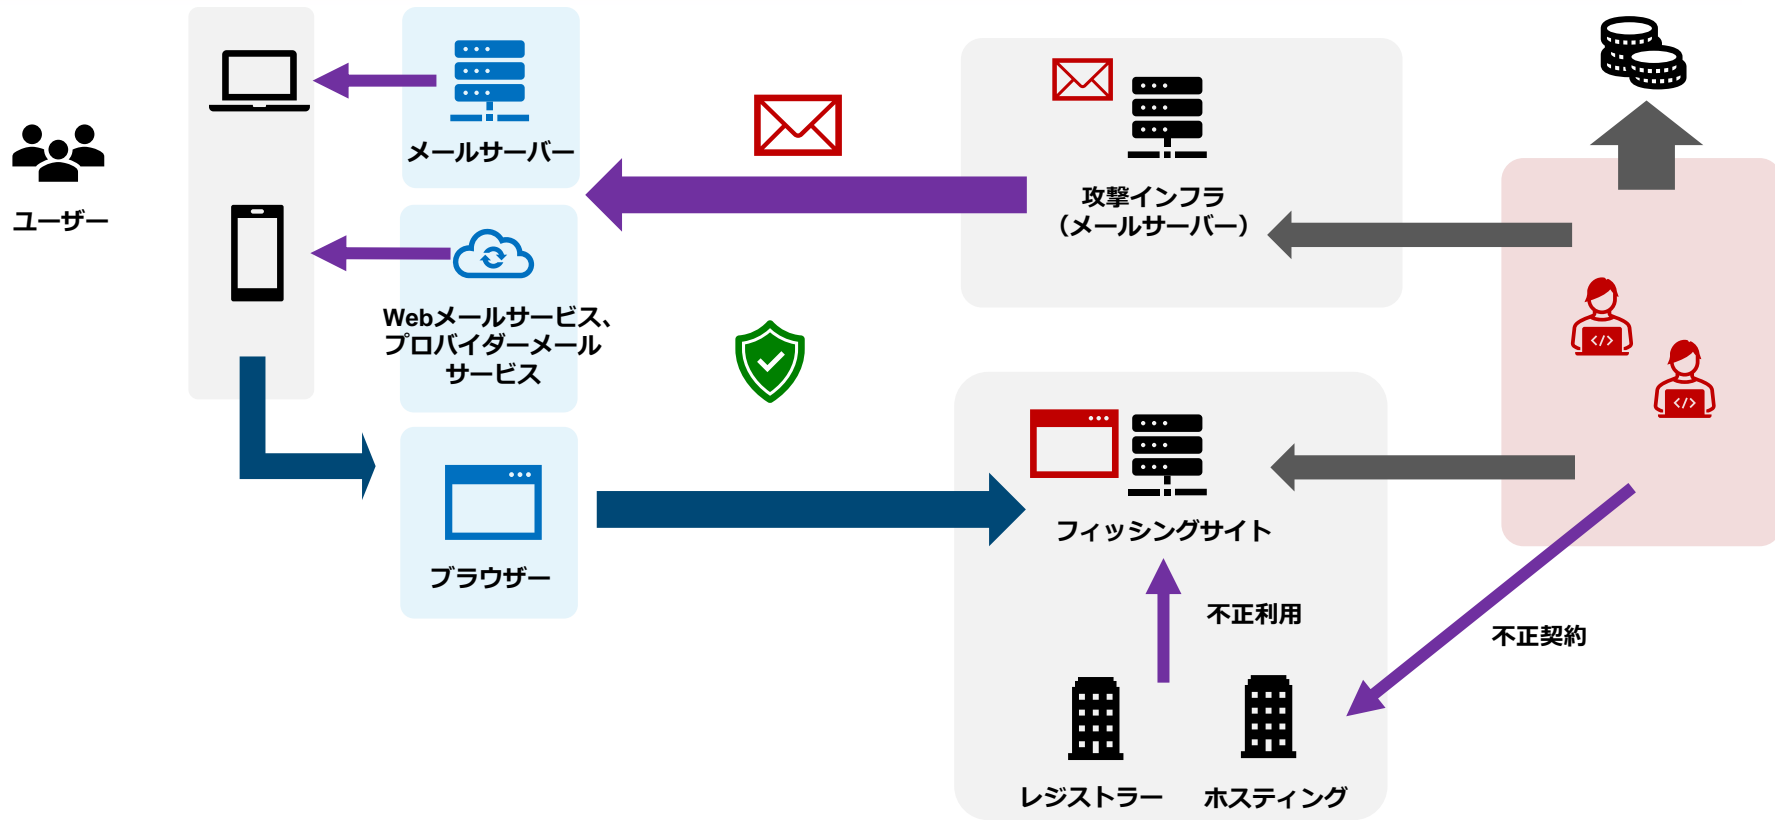 ユーザー
メールサーバー
Webメールサービス、
プロバイダーメール
サービス
ブラウザー
攻撃インフラ
（メールサーバー）
フィッシングサイト
不正利用
不正契約
レジストラー
ホスティング